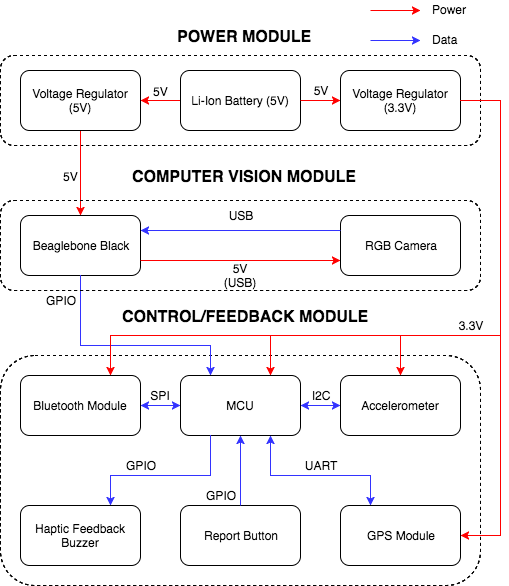 Power
Data
POWER MODULE
Voltage Regulator
(5V)
5V
Li-Ion Battery (5V)
5V
Voltage Regulator
(3.3V)
5V
COMPUTER VISION MODULE
Beaglebone Black
USB
5V
(USB)
RGB Camera
GPIO
CONTROL/FEEDBACK MODULE
3.3V
Bluetooth Module
SPI
MCU
I2C
Accelerometer
GPIO
GPIO
UART
Haptic Feedback
Buzzer
Report Button
GPS Module